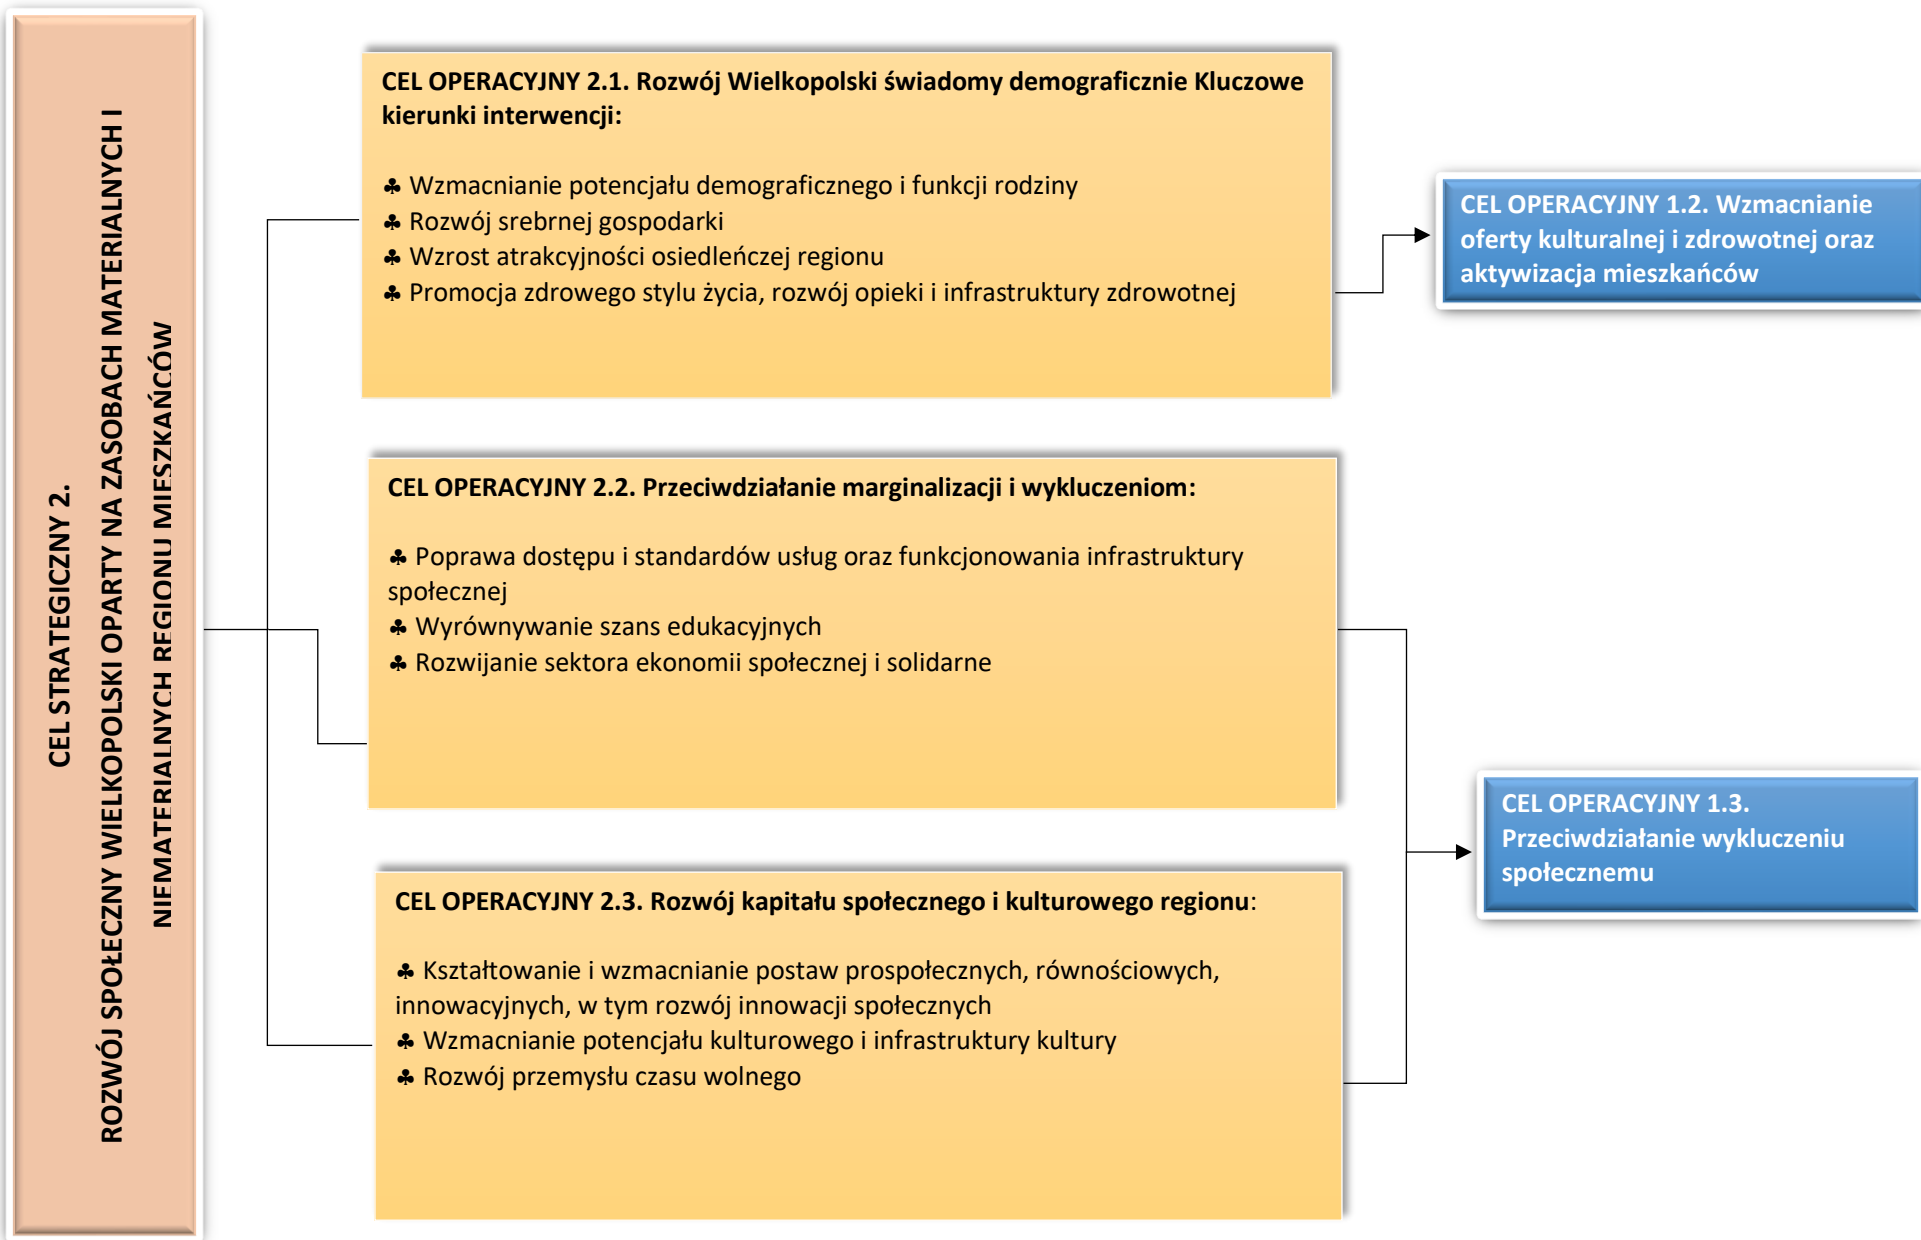 CEL STRATEGICZNY 2.
ROZWÓJ SPOŁECZNY WIELKOPOLSKI OPARTY NA ZASOBACH MATERIALNYCH I
NIEMATERIALNYCH REGIONU MIESZKAŃCÓW
CEL OPERACYJNY 2.1. Rozwój Wielkopolski świadomy demograficznie Kluczowe
kierunki interwencji:
♣ Wzmacnianie potencjału demograficznego i funkcji rodziny
♣ Rozwój srebrnej gospodarki
♣ Wzrost atrakcyjności osiedleńczej regionu
♣ Promocja zdrowego stylu życia, rozwój opieki i infrastruktury zdrowotnej
CEL OPERACYJNY 2.2. Przeciwdziałanie marginalizacji i wykluczeniom:
♣ Poprawa dostępu i standardów usług oraz funkcjonowania infrastruktury
społecznej
♣ Wyrównywanie szans edukacyjnych
♣ Rozwijanie sektora ekonomii społecznej i solidarne
CEL OPERACYJNY 2.3. Rozwój kapitału społecznego i kulturowego regionu:
♣ Kształtowanie i wzmacnianie postaw prospołecznych, równościowych,
innowacyjnych, w tym rozwój innowacji społecznych
♣ Wzmacnianie potencjału kulturowego i infrastruktury kultury
♣ Rozwój przemysłu czasu wolnego
CEL OPERACYJNY 1.2. Wzmacnianie
oferty kulturalnej i zdrowotnej oraz
aktywizacja mieszkańców
CEL OPERACYJNY 1.3.
Przeciwdziałanie wykluczeniu
społecznemu